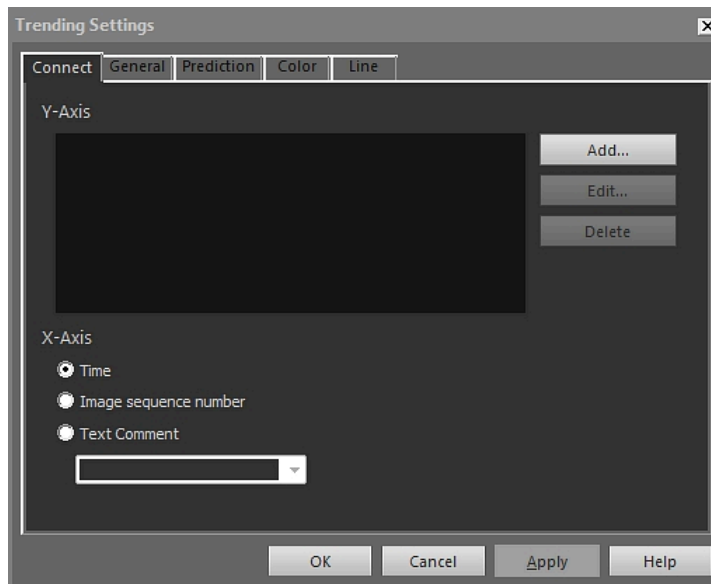 Trending Settings
Connect General Prediction Color Line
Y-Axis
Add...
Edit...
Delete
X-Axis
Time
Image sequence number
Text Comment
OK Cancel Apply Help